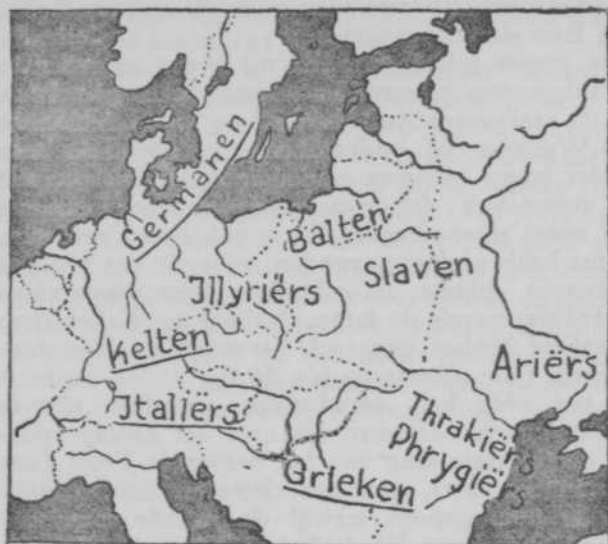 Germanen
Balten
Slaven
Jllyriërs
Kelten
Ariërs
Jtaliërs
Thrakiërs
Phrygiërs
Grieken